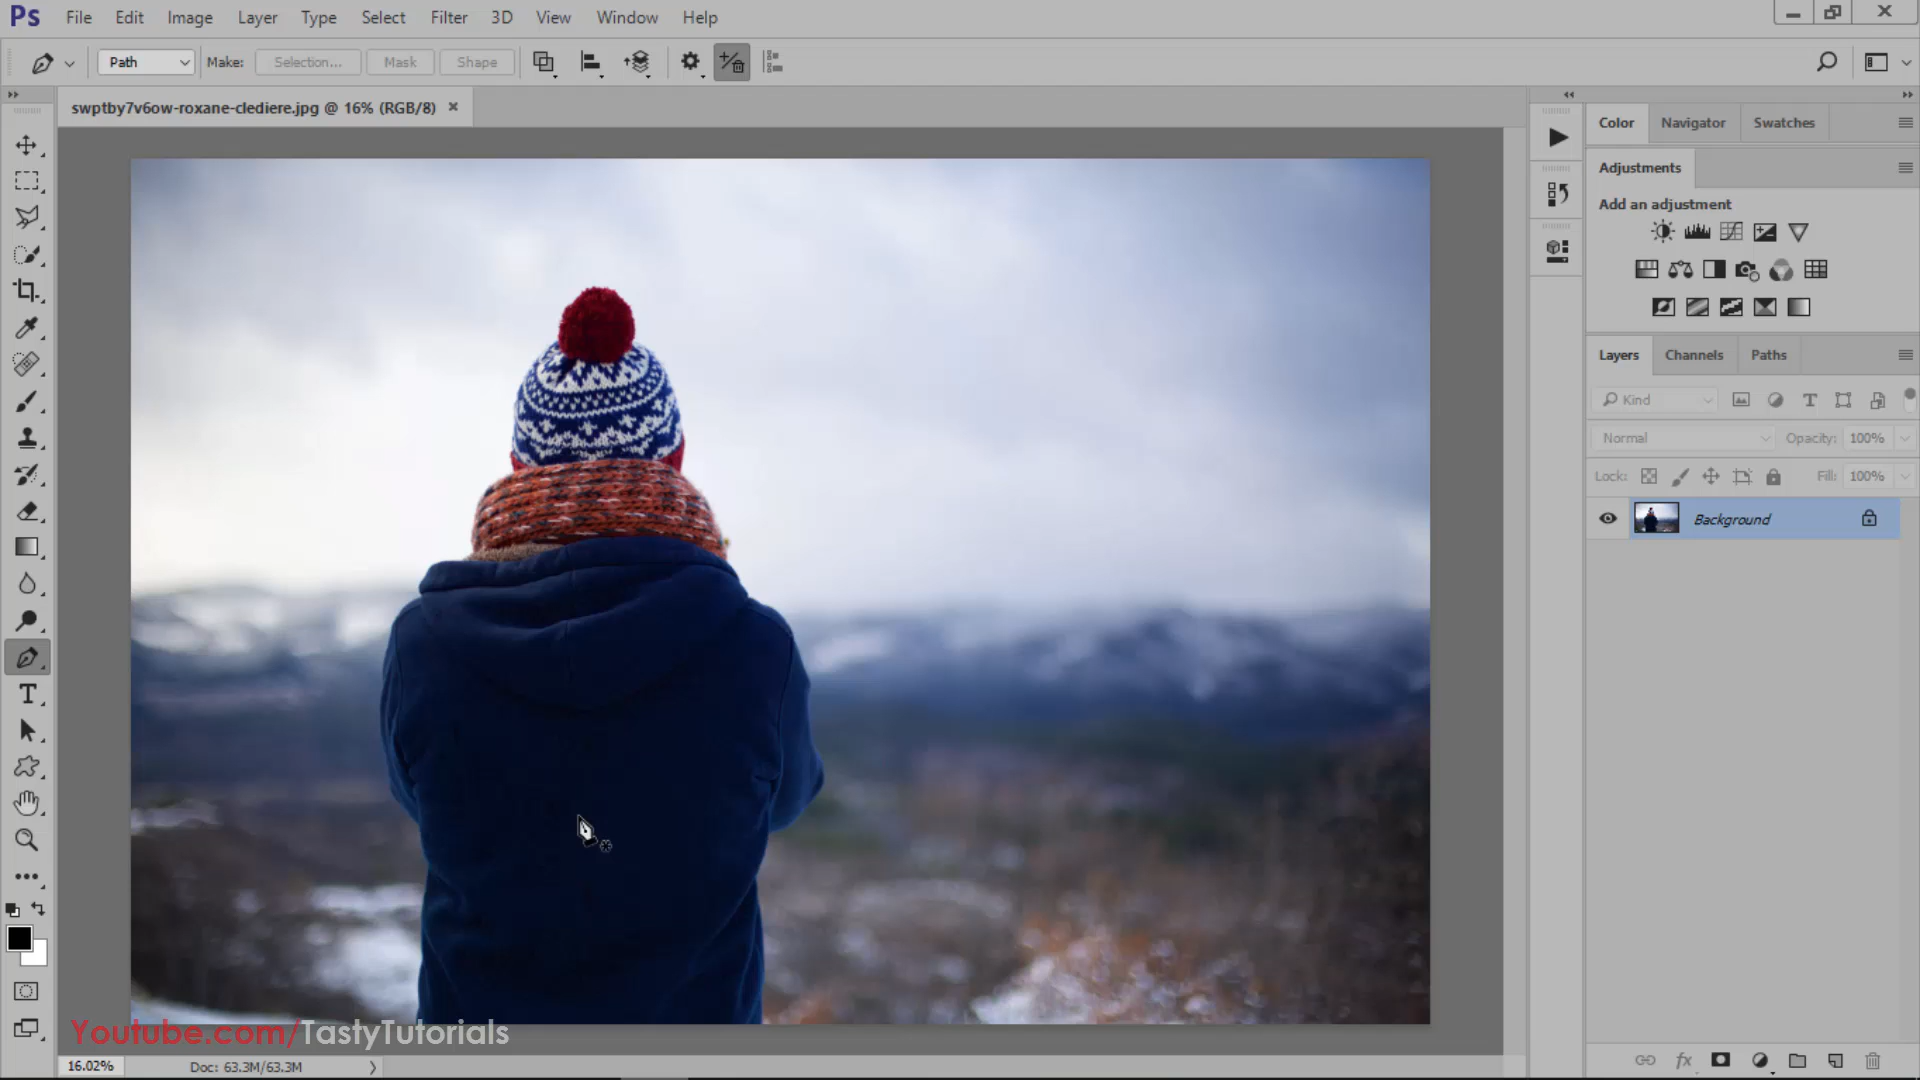 Ps File Edit Image Layer Type Select Filter 3D View Window Help
Path Make: Selection... Mask Shape
swptby7v6ow-roxane-clediere.jpg @ 16% (RGB/8)
Color Navigator Swatches
Adjustments
Add an adjustment
Layers Channels Paths
Kind
Normal Opacity: 100%
Lock: Fill: 100%
Background
Youtube.com/TastyTutorials
16.02% Doc: 63.3M/63.3M